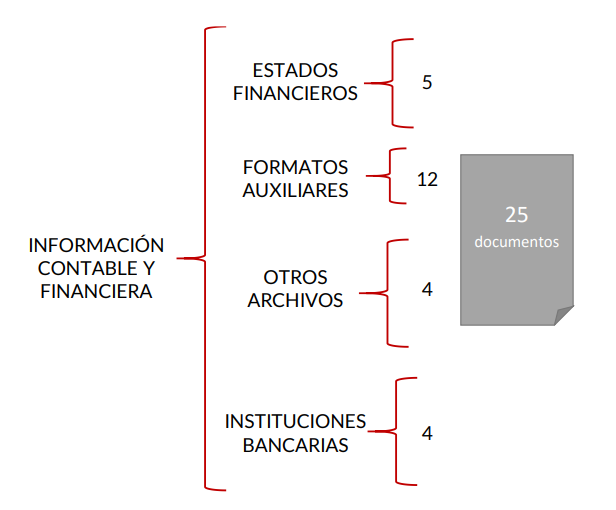 INFORMACIÓN
CONTABLE Y
FINANCIERA
ESTADOS
FINANCIEROS
5
FORMATOS
AUXILIARES
12
OTROS
ARCHIVOS
4
INSTITUCIONES
BANCARIAS
4
25
documentos